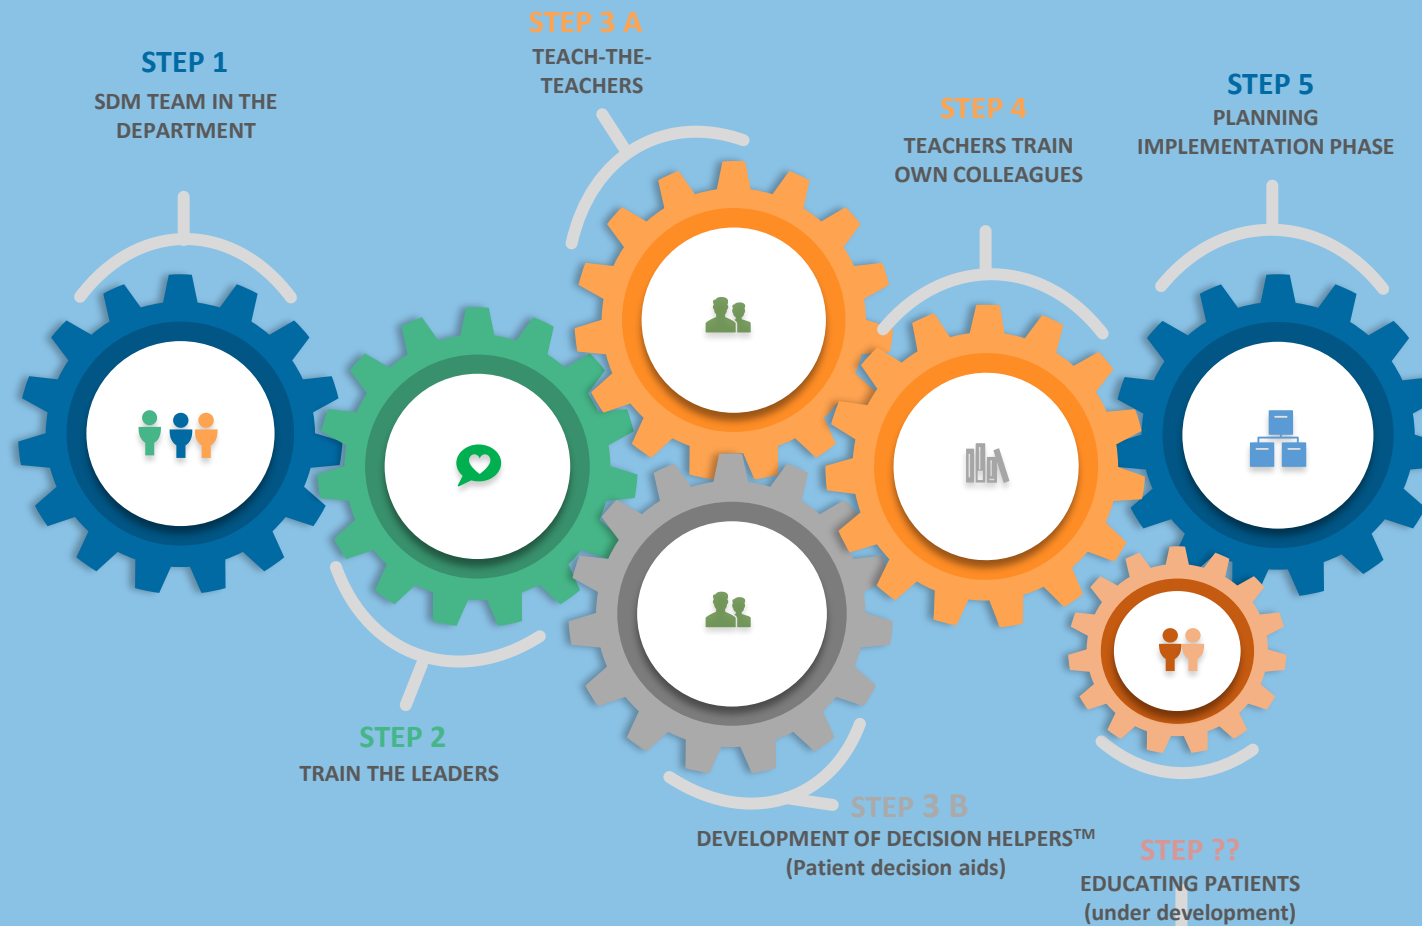 STEP 1
SDM TEAM IN THE
DEPARTMENT
STEP 2
TRAIN THE LEADERS
STEP 3 A
TEACH-THE-
TEACHERS
STEP 3 B
DEVELOPMENT OF DECISION HELPERS™
(Patient decision aids)
STEP 4
TEACHERS TRAIN
OWN COLLEAGUES
STEP 5
PLANNING
IMPLEMENTATION PHASE
STEP ??
EDUCATING PATIENTS
(under development)